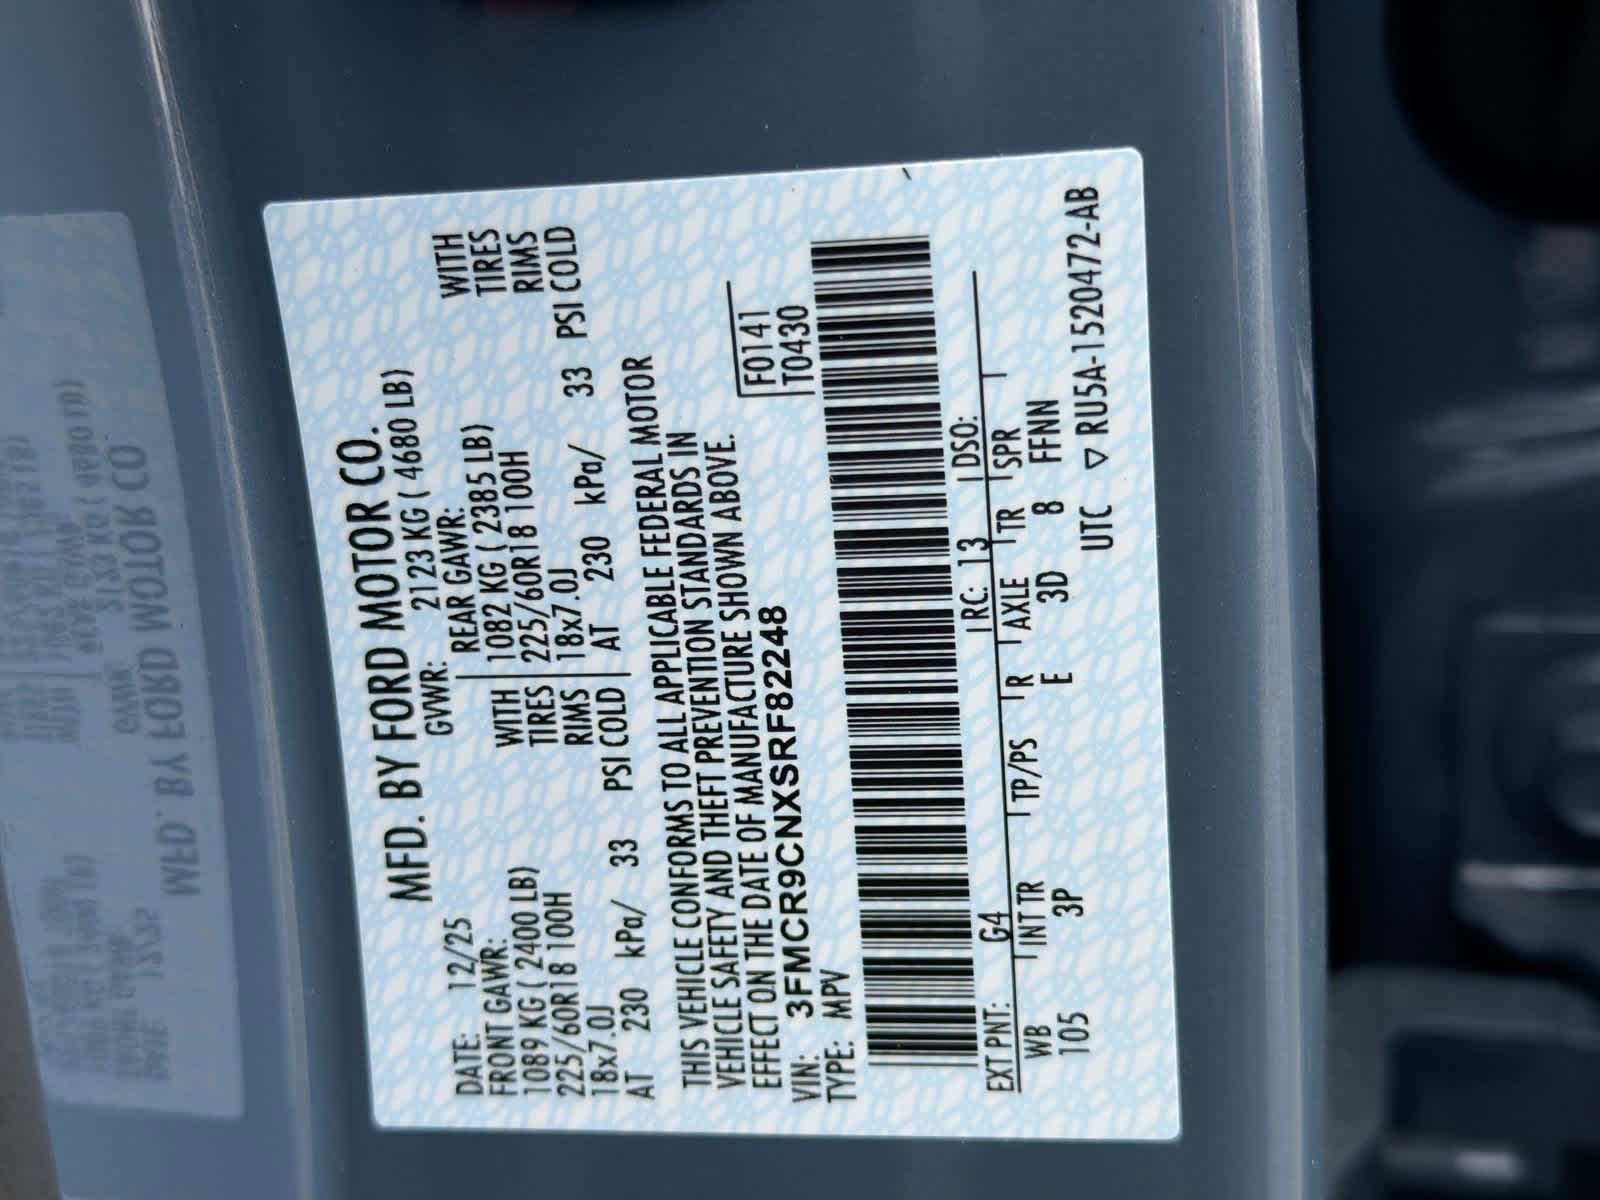 MFD. BY FORD MOTOR CO.
DATE: 12/25 GVWR: 2123 KG ( 4680 LB)
FRONT GAWR: REAR GAWR:
1089 KG ( 2400 LB) WITH 1082 KG ( 2385 LB) WITH
225/60R18 100H TIRES 225/60R18 100H TIRES
18x7.0J RIMS 18x7.0J RIMS
AT 230 kPa/ 33 PSI COLD AT 230 kPa/ 33 PSI COLD
THIS VEHICLE CONFORMS TO ALL APPLICABLE FEDERAL MOTOR
VEHICLE SAFETY AND THEFT PREVENTION STANDARDS IN
EFFECT ON THE DATE OF MANUFACTURE SHOWN ABOVE.
VIN: 3FMCR9CNXSRF82248 F0141
TYPE: MPV T0430
EXT PNT: G4 RC: 13 DSO:
WB INT TR TP/PS R AXLE TR SPR
105 3P E 3D 8 FFNN
UTC ▽ RU5A-1520472-AB